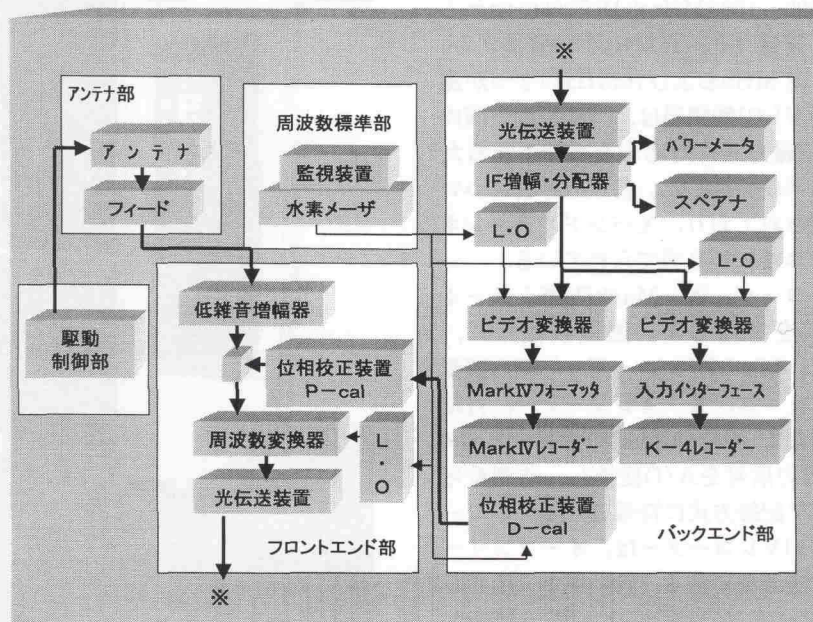 アンテナ部
アンテナ
フィード
駆動
制御部
周波数標準部
監視装置
水素メーザ
低雑音増幅器
位相校正装置
P-cal
周波数変換器
L・O
光伝送装置
フロントエンド部
※
※
光伝送装置
IF増幅・分配器
パワーメータ
スペアナ
L・O
L・O
ビデオ変換器
ビデオ変換器
MarkⅣフォーマッタ
入力インターフェース
MarkⅣレコーダー
K-4レコーダー
位相校正装置
D-cal
バックエンド部